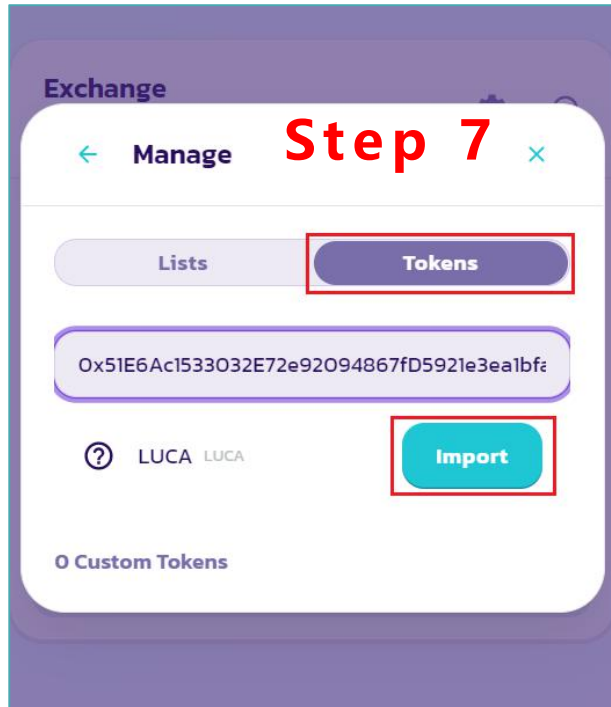 Exchange
Step 7
Manage
Lists
Tokens
0x51E6Ac1533032E72e92094867fD5921e3ea1bfa
LUCA LUCA
Import
0 Custom Tokens